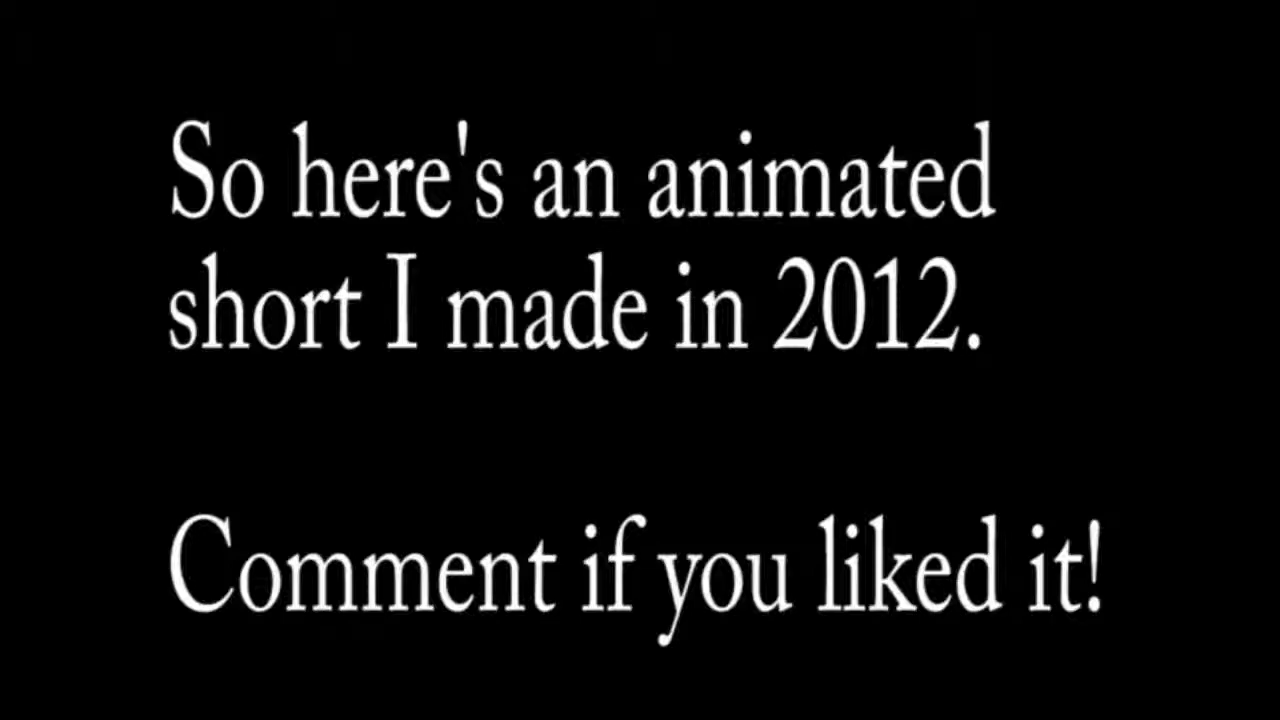 So here's an animated
short I made in 2012.
Comment if you liked it!